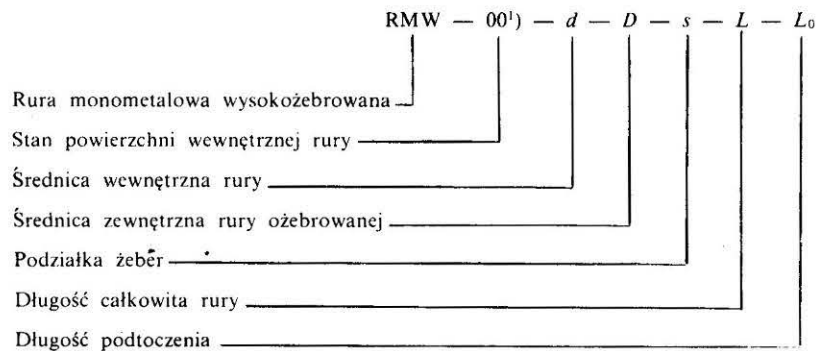 RMW — 00¹) — d — D — s — L — L₀
Rura monometalowa wysokożebrowana
Stan powierzchni wewnętrznej rury
Średnica wewnętrzna rury
Średnica zewnętrzna rury ożebrowanej
Podziałka żeber
Długość całkowita rury
Długość podtoczenia